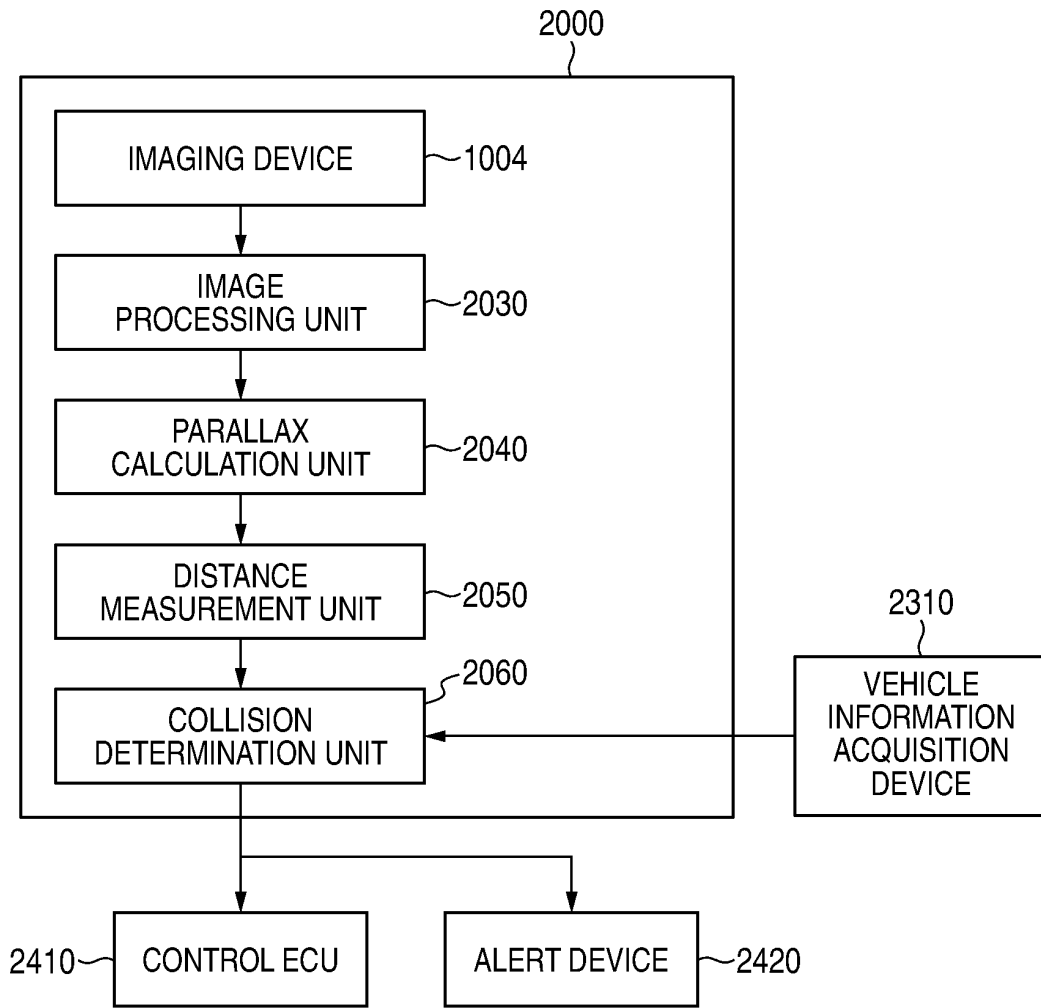 2000
IMAGING DEVICE
1004
IMAGE
PROCESSING UNIT
2030
PARALLAX
CALCULATION UNIT
2040
DISTANCE
MEASUREMENT UNIT
2050
2310
2060
COLLISION
DETERMINATION UNIT
VEHICLE
INFORMATION
ACQUISITION
DEVICE
2410
CONTROL ECU
ALERT DEVICE
2420